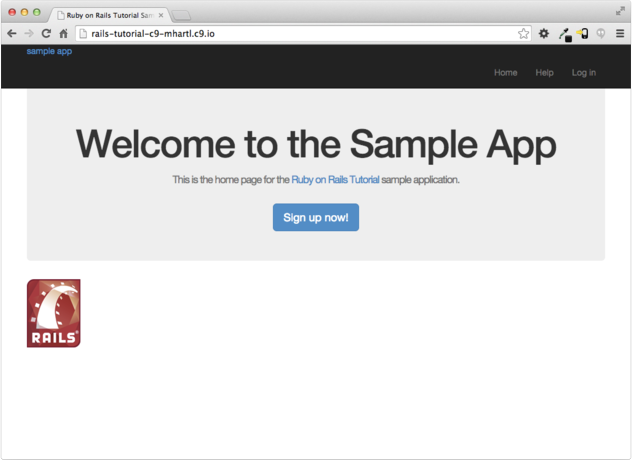 Ruby on Rails Tutorial Sam
rails-tutorial-c9-mhartl.c9.io
sample app
Home Help Log in
Welcome to the Sample App
This is the home page for the Ruby on Rails Tutorial sample application.
Sign up now!
RAILS